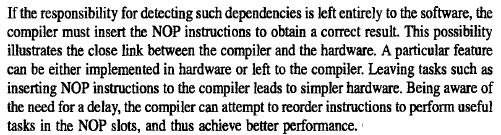 If the responsibility for detecting such dependencies is left entirely to the software, the
compiler must insert the NOP instructions to obtain a correct result. This possibility
illustrates the close link between the compiler and the hardware. A particular feature
can be either implemented in hardware or left to the compiler. Leaving tasks such as
inserting NOP instructions to the compiler leads to simpler hardware. Being aware of
the need for a delay, the compiler can attempt to reorder instructions to perform useful
tasks in the NOP slots, and thus achieve better performance.